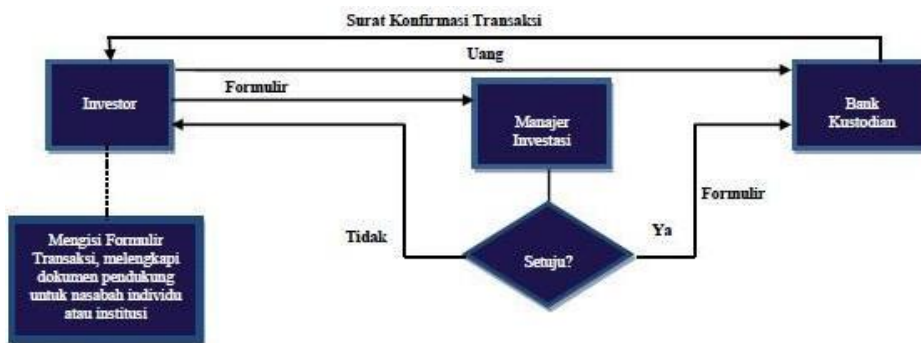 Surat Konfirmasi Transaksi
Uang
Formulir
Investor
Manajer
Investasi
Bank
Kustodian
Formulir
Tidak
Ya
Setuju?
Mengisi Formulir
Transaksi, melengkapi
dokumen pendukung
untuk nasabah individu
atau institusi